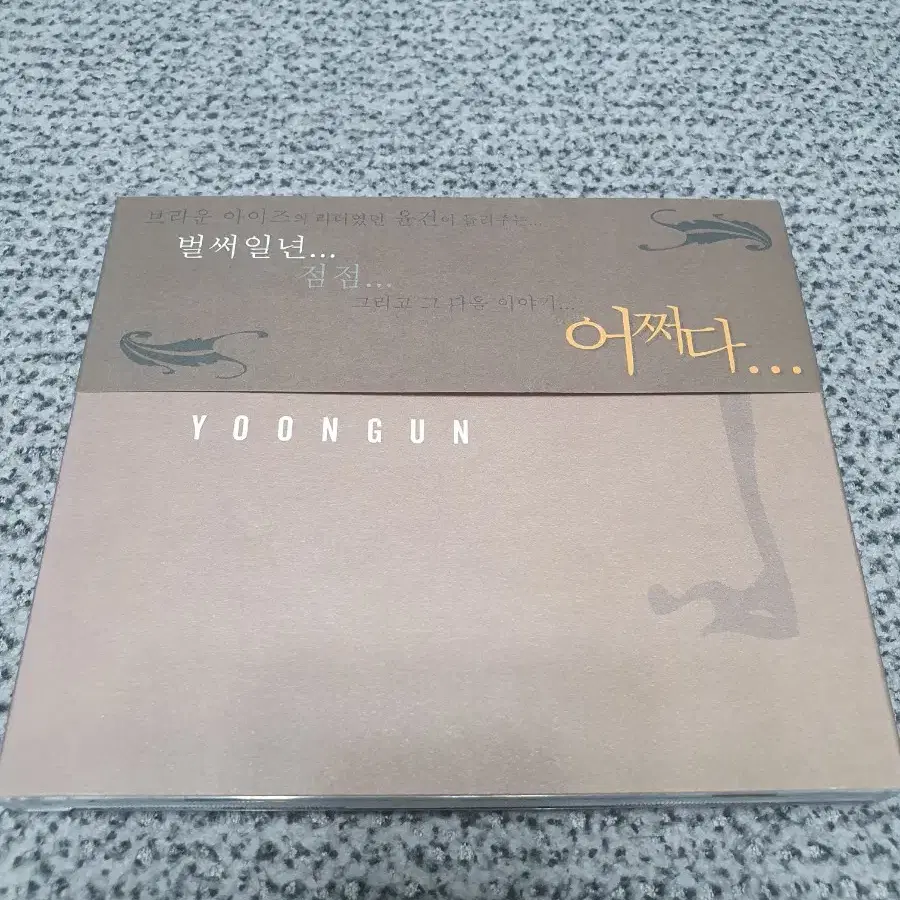 브라운 아이즈의 리더였던 윤건이 들려주는...
벌써일년...
점점...
그리고 그 다음 이야기...
어쩌다...
YOONGUN